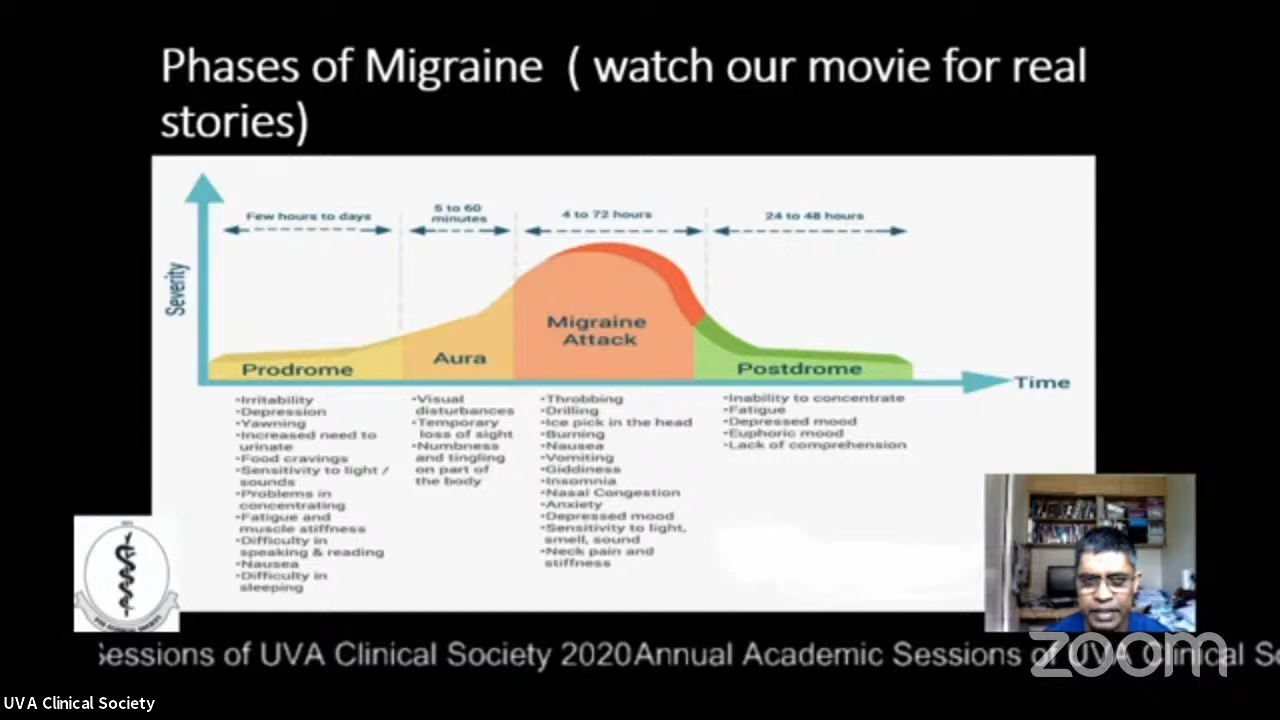 Phases of Migraine ( watch our movie for real
stories)
Few hours to days
5 to 60
minutes
4 to 72 hours
24 to 48 hours
Severity
Prodrome
Aura
Migraine
Attack
Postdrome
Time
•Irritability
•Depression
•Yawning
•Increased need to
urinate
•Food cravings
•Sensitivity to light /
sounds
•Problems in
concentrating
•Fatigue and
muscle stiffness
•Difficulty in
speaking & reading
•Nausea
•Difficulty in
sleeping
•Visual
disturbances
•Temporary
loss of sight
•Numbness
and tingling
on part of
the body
•Throbbing
•Drilling
•Ice pick in the head
•Burning
•Nausea
•Vomiting
•Giddiness
•Insomnia
•Nasal Congestion
•Anxiety
•Depressed mood
•Sensitivity to light,
smell, sound
•Neck pain and
stiffness
•Inability to concentrate
•Fatigue
•Depressed mood
•Euphoric mood
•Lack of comprehension
Sessions of UVA Clinical Society 2020Annual Academic Sessions of UVA Clinical
zoom
UVA Clinical Society